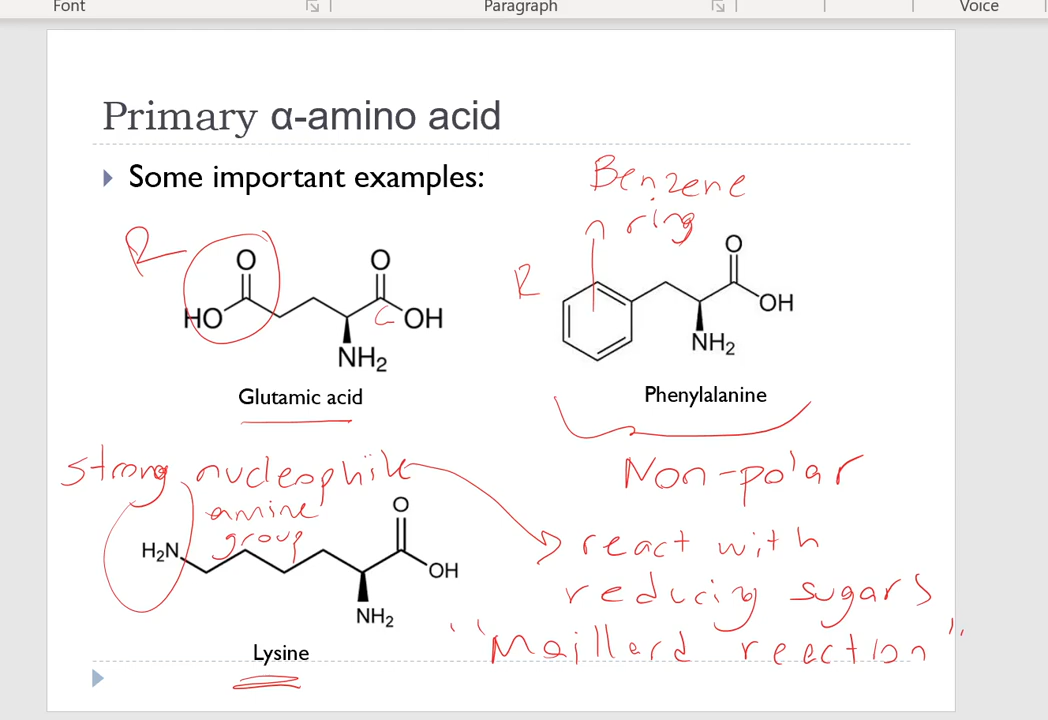 Font Paragraph Voice
Primary α-amino acid
Some important examples:
Benzene
ring
R
R
O
O
HO
OH
NH2
Glutamic acid
O
OH
NH2
Phenylalanine
Non-polar
strong nucleophile
amine
group
H2N
O
OH
NH2
Lysine
react with
reducing sugars
"Maillard reaction"